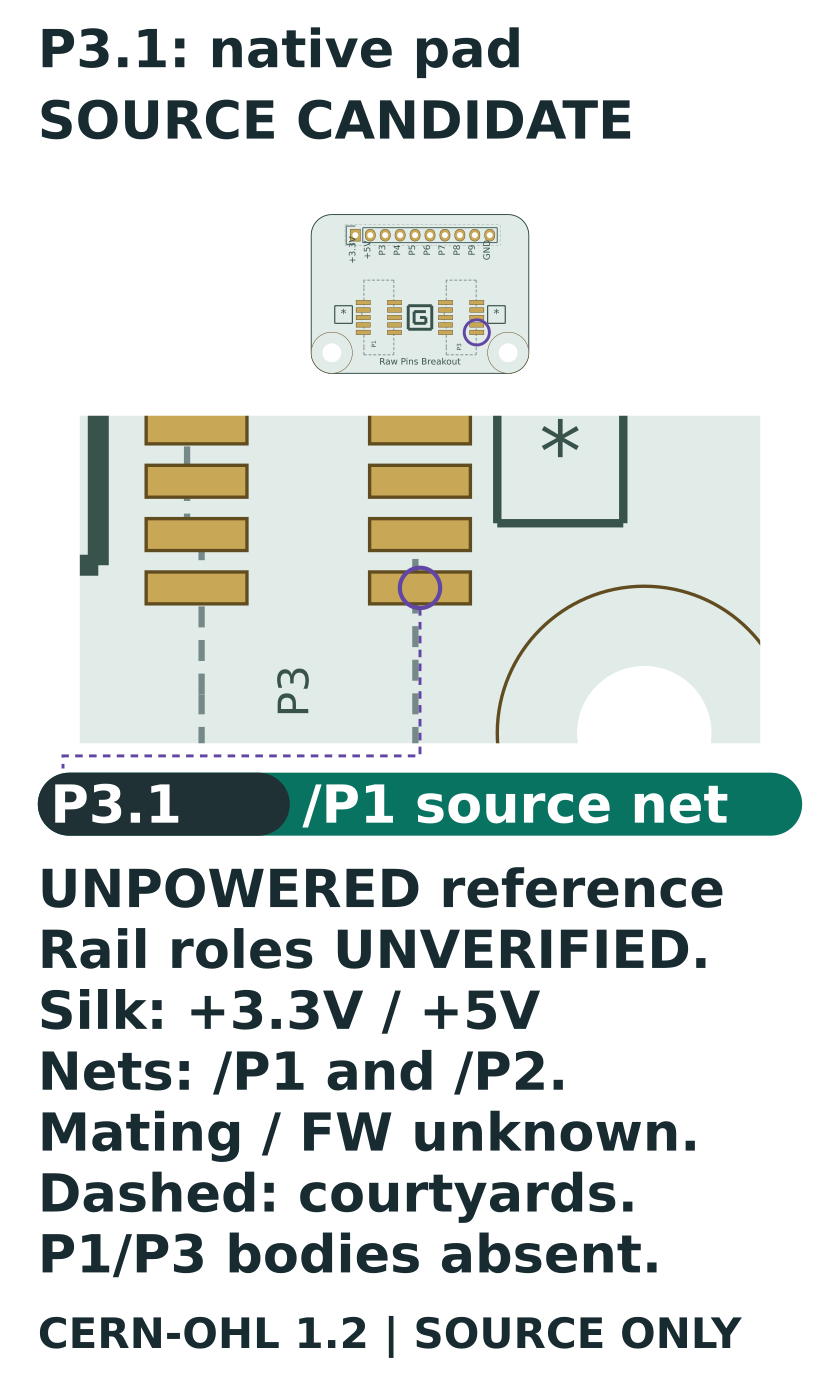 P3.1: native pad
SOURCE CANDIDATE
+3.3V +5V P3 P4 P5 P6 P7 P8 P9 GND
* *
P1 P3
Raw Pins Breakout
*
P3
P3.1 /P1 source net
UNPOWERED reference
Rail roles UNVERIFIED.
Silk: +3.3V / +5V
Nets: /P1 and /P2.
Mating / FW unknown.
Dashed: courtyards.
P1/P3 bodies absent.
CERN-OHL 1.2 | SOURCE ONLY